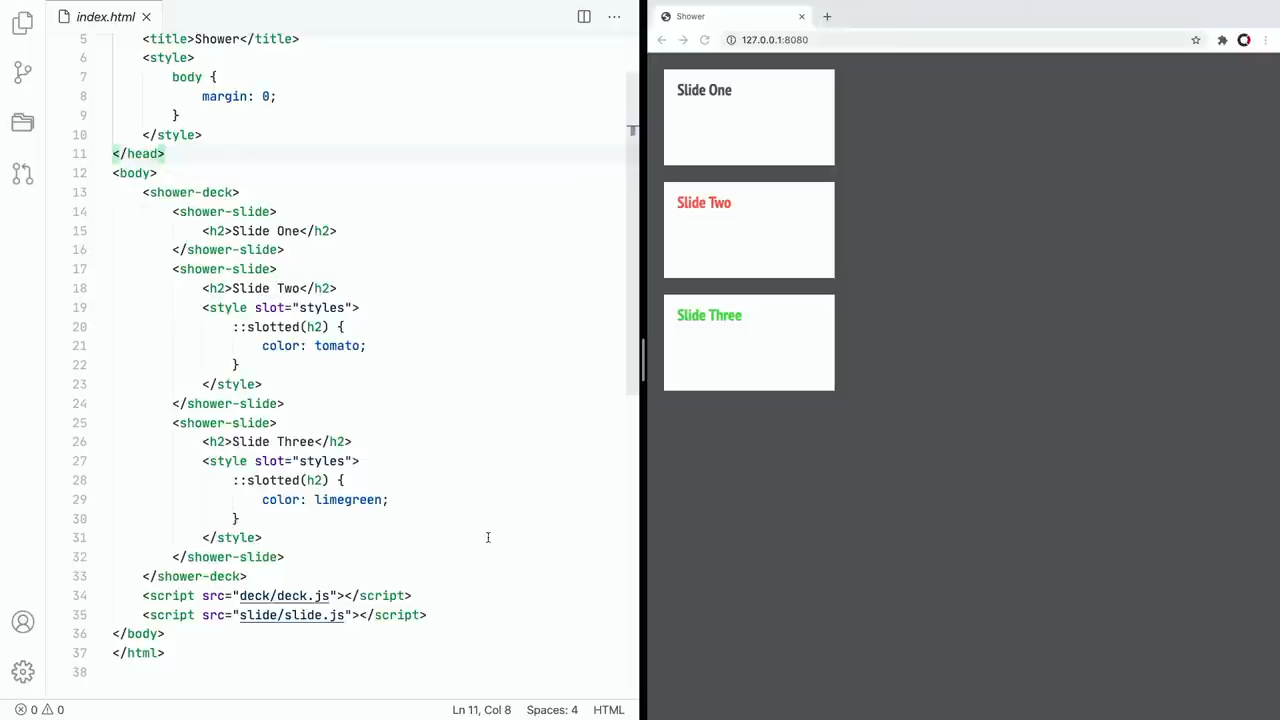 index.html
5 <title>Shower</title>
6 <style>
7 body {
8 margin: 0;
9 }
10 </style>
11 </head>
12 <body>
13 <shower-deck>
14 <shower-slide>
15 <h2>Slide One</h2>
16 </shower-slide>
17 <shower-slide>
18 <h2>Slide Two</h2>
19 <style slot="styles">
20 ::slotted(h2) {
21 color: tomato;
22 }
23 </style>
24 </shower-slide>
25 <shower-slide>
26 <h2>Slide Three</h2>
27 <style slot="styles">
28 ::slotted(h2) {
29 color: limegreen;
30 }
31 </style>
32 </shower-slide>
33 </shower-deck>
34 <script src="deck/deck.js"></script>
35 <script src="slide/slide.js"></script>
36 </body>
37 </html>
38
0 0 Ln 11, Col 8 Spaces: 4 HTML
Shower
127.0.0.1:8080
Slide One
Slide Two
Slide Three